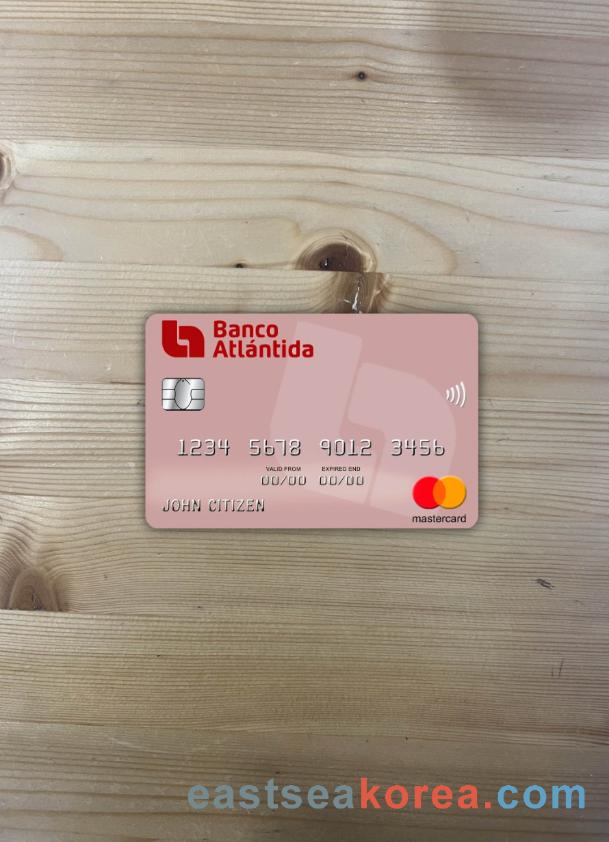 Banco
Atlántida
1234 5678 9012 3456
VALID FROM EXPIRED END
00/00 00/00
JOHN CITIZEN
mastercard
eastseakorea.com